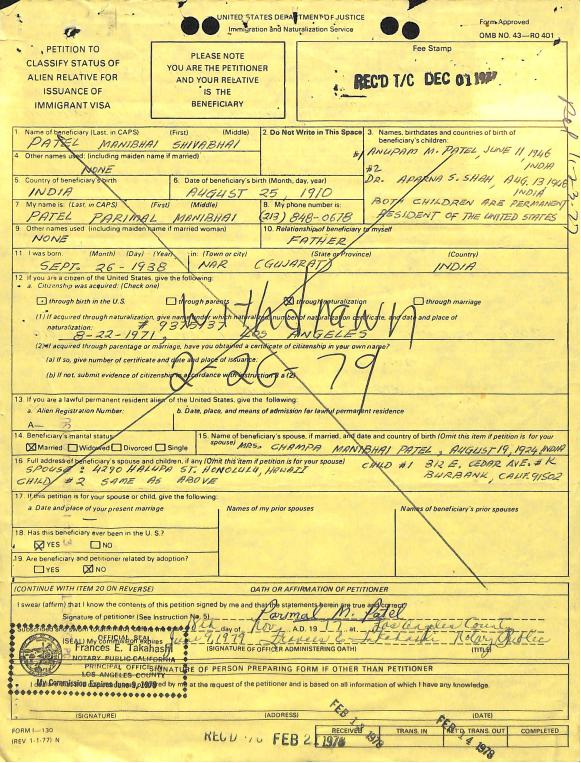 UNITED STATES DEPARTMENT OF JUSTICE
Immigration and Naturalization Service
Form Approved
OMB NO. 43—RO 401
PETITION TO
CLASSIFY STATUS OF
ALIEN RELATIVE FOR
ISSUANCE OF
IMMIGRANT VISA
PLEASE NOTE
YOU ARE THE PETITIONER
AND YOUR RELATIVE
IS THE
BENEFICIARY
Fee Stamp
REC'D T/C DEC 01 1977
1. Name of beneficiary (Last, in CAPS) (First) (Middle)
PATEL MANIBHAI SHIVABHAI
2. Do Not Write in This Space
3. Names, birthdates and countries of birth of
beneficiary's children:
#1 ANUPAM M. PATEL, JUNE 11 1946
INDIA
#2
DR. APARNA S. SHAH, AUG. 13 1948
INDIA
BOTH CHILDREN ARE PERMANENT
RESIDENT OF THE UNITED STATES
4. Other names used: (including maiden name if married)
NONE
5. Country of beneficiary's birth
INDIA
6. Date of beneficiary's birth (Month, day, year)
AUGUST 25, 1910
7. My name is: (Last, in CAPS) (First) (Middle)
PATEL PARIMAL MANIBHAI
8. My phone number is:
(213) 848-0678
9. Other names used (including maiden name if married woman)
NONE
10. Relationship of beneficiary to myself
FATHER
11. I was born: (Month) (Day) (Year) in: (Town or city) (State or Province) (Country)
SEPT. 26 - 1938 NAR (GUJARAT) INDIA
12. If you are a citizen of the United States, give the following:
a. Citizenship was acquired: (Check one)
through birth in the U.S. through parents through naturalization through marriage
(1) If acquired through naturalization, give name under which naturalized, number of naturalization certificate, and date and place of
naturalization:
8-22-1971, LOS ANGELES
Withdrawn
2-20-79
(2) If acquired through parentage or marriage, have you obtained a certificate of citizenship in your own name?
(a) If so, give number of certificate and date and place of issuance:
(b) If not, submit evidence of citizenship in accordance with instruction a (2)
13. If you are a lawful permanent resident alien of the United States, give the following:
a. Alien Registration Number: b. Date, place, and means of admission for lawful permanent residence
A—
14. Beneficiary's marital status:
Married Widowed Divorced Single
15. Name of beneficiary's spouse, if married, and date and country of birth (Omit this item if petition is for your
spouse)
MRS. CHAMPA MANIBHAI PATEL, AUGUST 19, 1924, INDIA
16. Full address of beneficiary's spouse and children, if any (Omit this item if petition is for your spouse)
SPOUSE: 4290 HALUPA ST. HONOLULU, HAWAII CHILD #1 312 E. CEDAR AVE. # K
CHILD #2 SAME AS ABOVE BURBANK, CALIF. 91502
17. If this petition is for your spouse or child, give the following:
a. Date and place of your present marriage Names of my prior spouses Names of beneficiary's prior spouses
18. Has this beneficiary ever been in the U.S.?
YES NO
19. Are beneficiary and petitioner related by adoption?
YES NO
(CONTINUE WITH ITEM 20 ON REVERSE) OATH OR AFFIRMATION OF PETITIONER
I swear (affirm) that I know the contents of this petition signed by me and that the statements herein are true and correct.
Signature of petitioner (See Instruction No. 5)
Parimal M. Patel
day of Nov. A.D. 19 77 at Los Angeles County
(SEAL) My commission expires June 9, 1979 Frances E. Takahashi Notary Public
(SIGNATURE OF OFFICER ADMINISTERING OATH) (TITLE)
OFFICIAL SEAL
Frances E. Takahashi
NOTARY PUBLIC CALIFORNIA
PRINCIPAL OFFICE IN
LOS ANGELES COUNTY
My Commission Expires June 9, 1979
SIGNATURE OF PERSON PREPARING FORM IF OTHER THAN PETITIONER
by me at the request of the petitioner and is based on all information of which I have any knowledge.
(SIGNATURE) (ADDRESS) (DATE)
FORM I—130
(REV. 1-1-77) N
REC'D FEB 21 1978
FEB 13 1978
FEB 14 1978
RECEIVED TRANS. IN RET'D TRANS. OUT COMPLETED